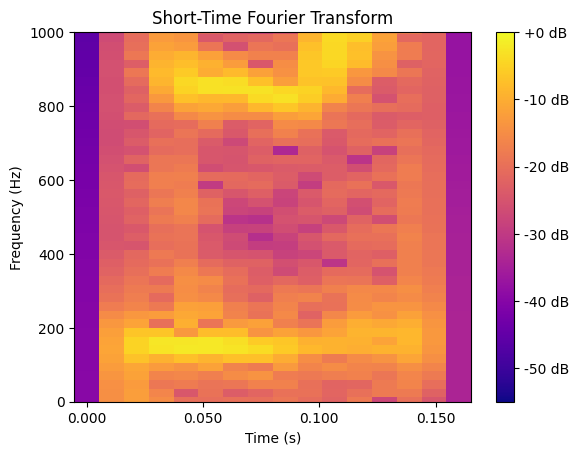 Short-Time Fourier Transform
1000
800
600
400
200
0
Frequency (Hz)
0.000
0.050
0.100
0.150
Time (s)
+0 dB
-10 dB
-20 dB
-30 dB
-40 dB
-50 dB